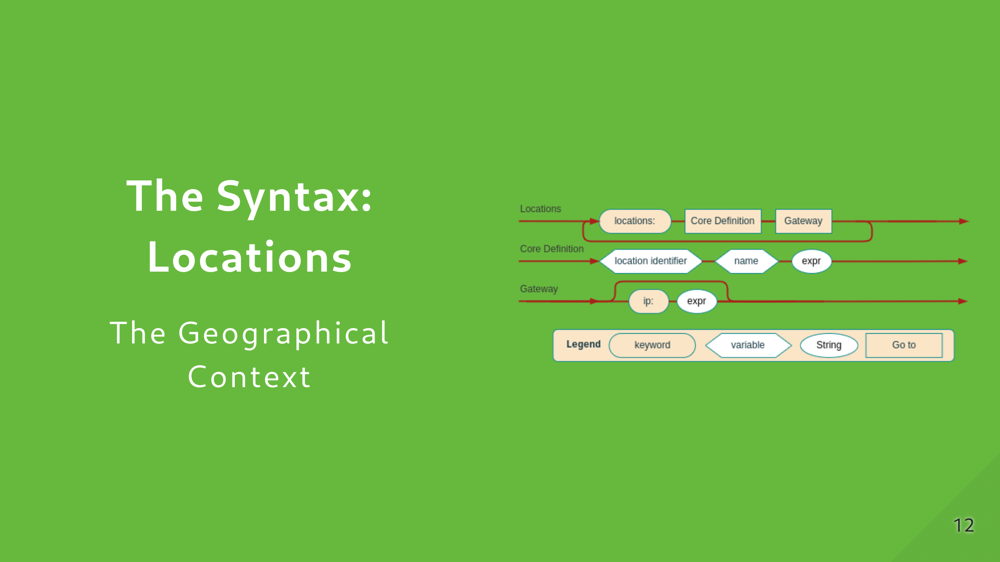 The Syntax:
Locations
The Geographical
Context
Locations
locations: Core Definition Gateway
Core Definition
location identifier name expr
Gateway
ip: expr
Legend keyword variable String Go to
12